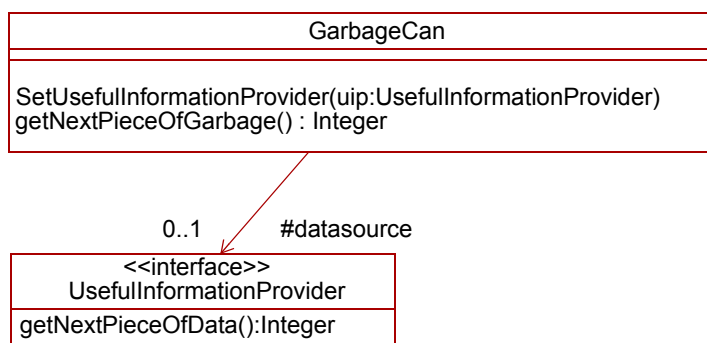 GarbageCan
SetUsefulInformationProvider(uip:UsefulInformationProvider)
getNextPieceOfGarbage() : Integer
0..1 #datasource
<<interface>>
UsefulInformationProvider
getNextPieceOfData():Integer